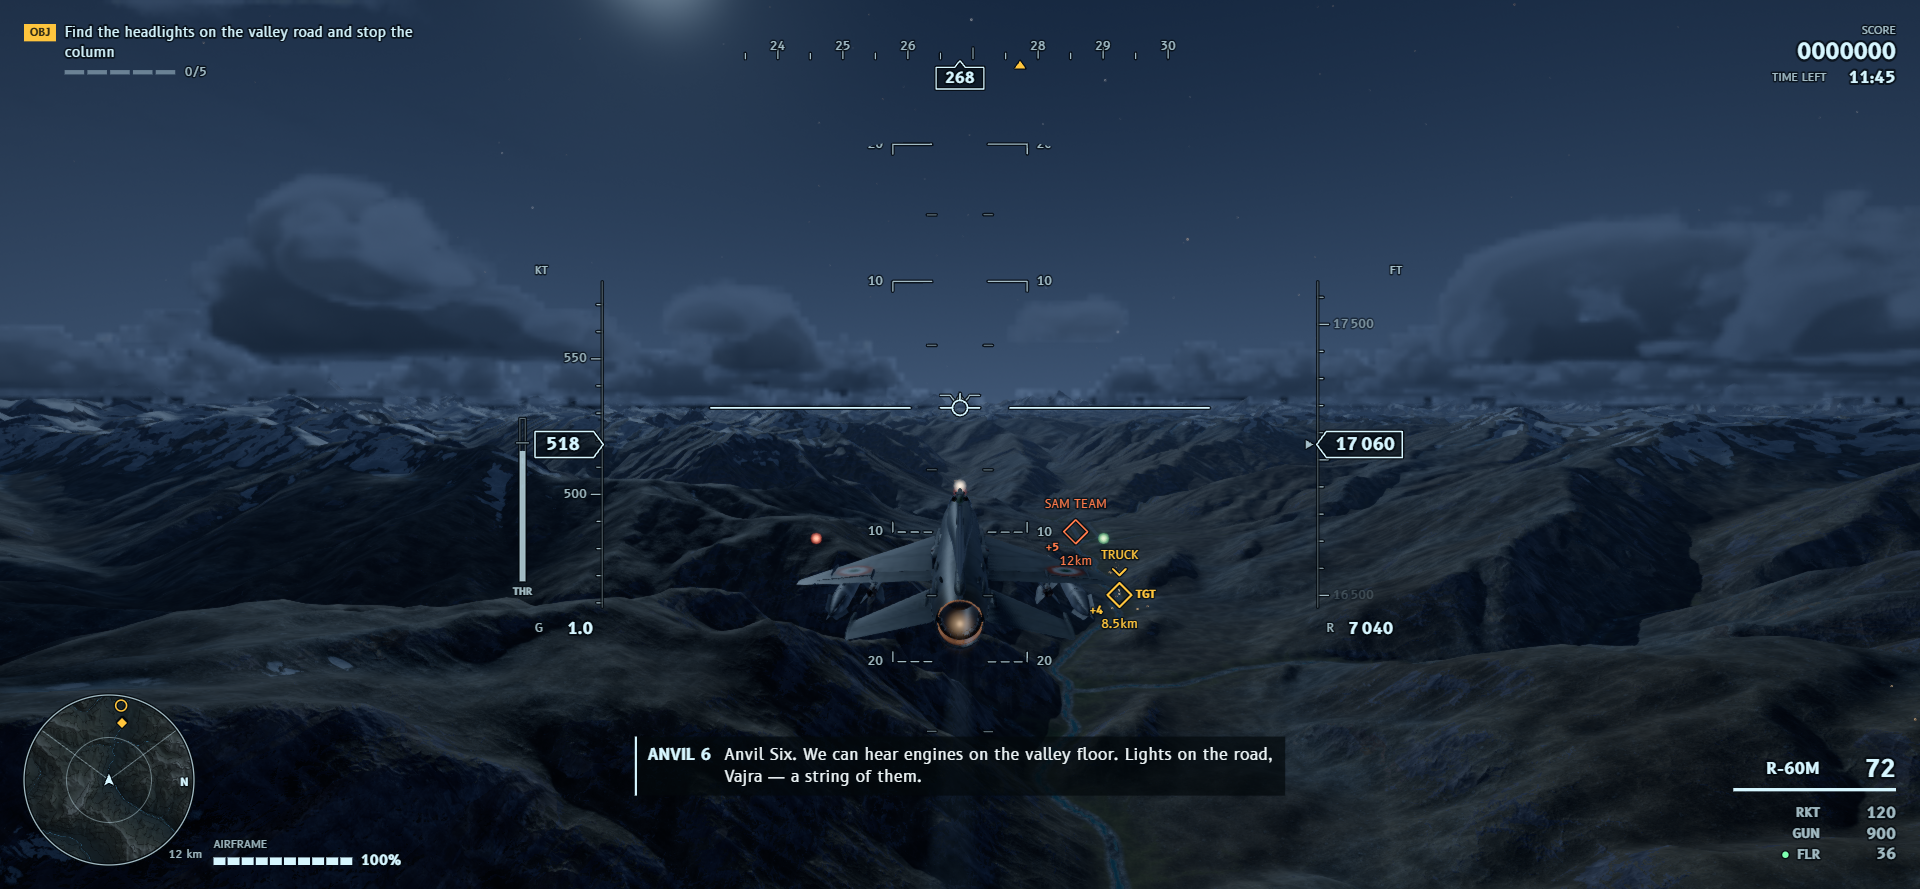 OBJ Find the headlights on the valley road and stop the
column
0/5
24 25 26 28 29 30
268
SCORE
0000000
TIME LEFT 11:45
KT
FT
10 10
17 500
550
518
17 060
500
SAM TEAM
10 10
+5
12km
TRUCK
TGT
+4
8.5km
THR
16 500
G 1.0
R 7 040
20 20
N
12 km
ANVIL 6 Anvil Six. We can hear engines on the valley floor. Lights on the road,
Vajra — a string of them.
AIRFRAME
100%
R-60M 72
RKT 120
GUN 900
FLR 36